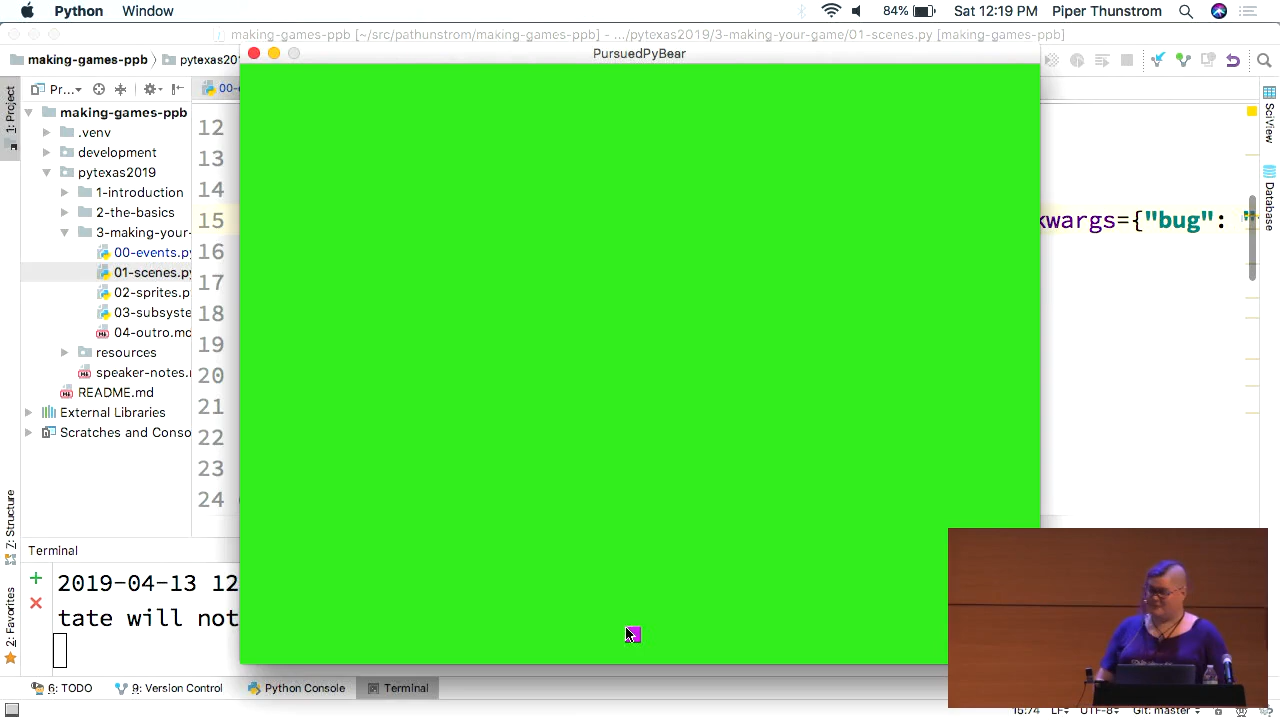 Python Window 84% Sat 12:19 PM Piper Thunstrom
making-games-ppb [~/src/pathunstrom/making-games-ppb] - .../pytexas2019/3-making-your-game/01-scenes.py [making-games-ppb]
making-games-ppb pytexas20
PursuedPyBear
1: Project
Pr...
00-
making-games-ppb
.venv
development
pytexas2019
1-introduction
2-the-basics
3-making-your-
00-events.py
01-scenes.py
02-sprites.p
03-subsyste
04-outro.md
resources
speaker-notes.
README.md
External Libraries
Scratches and Conso
12
13
14
15 kwargs={"bug":
16
17
18
19
20
21
22
23
24
SciView
Database
Z: Structure
2: Favorites
Terminal
2019-04-13 12
tate will not
6: TODO 9: Version Control Python Console Terminal
15:74 LF UTF-8 Git: master